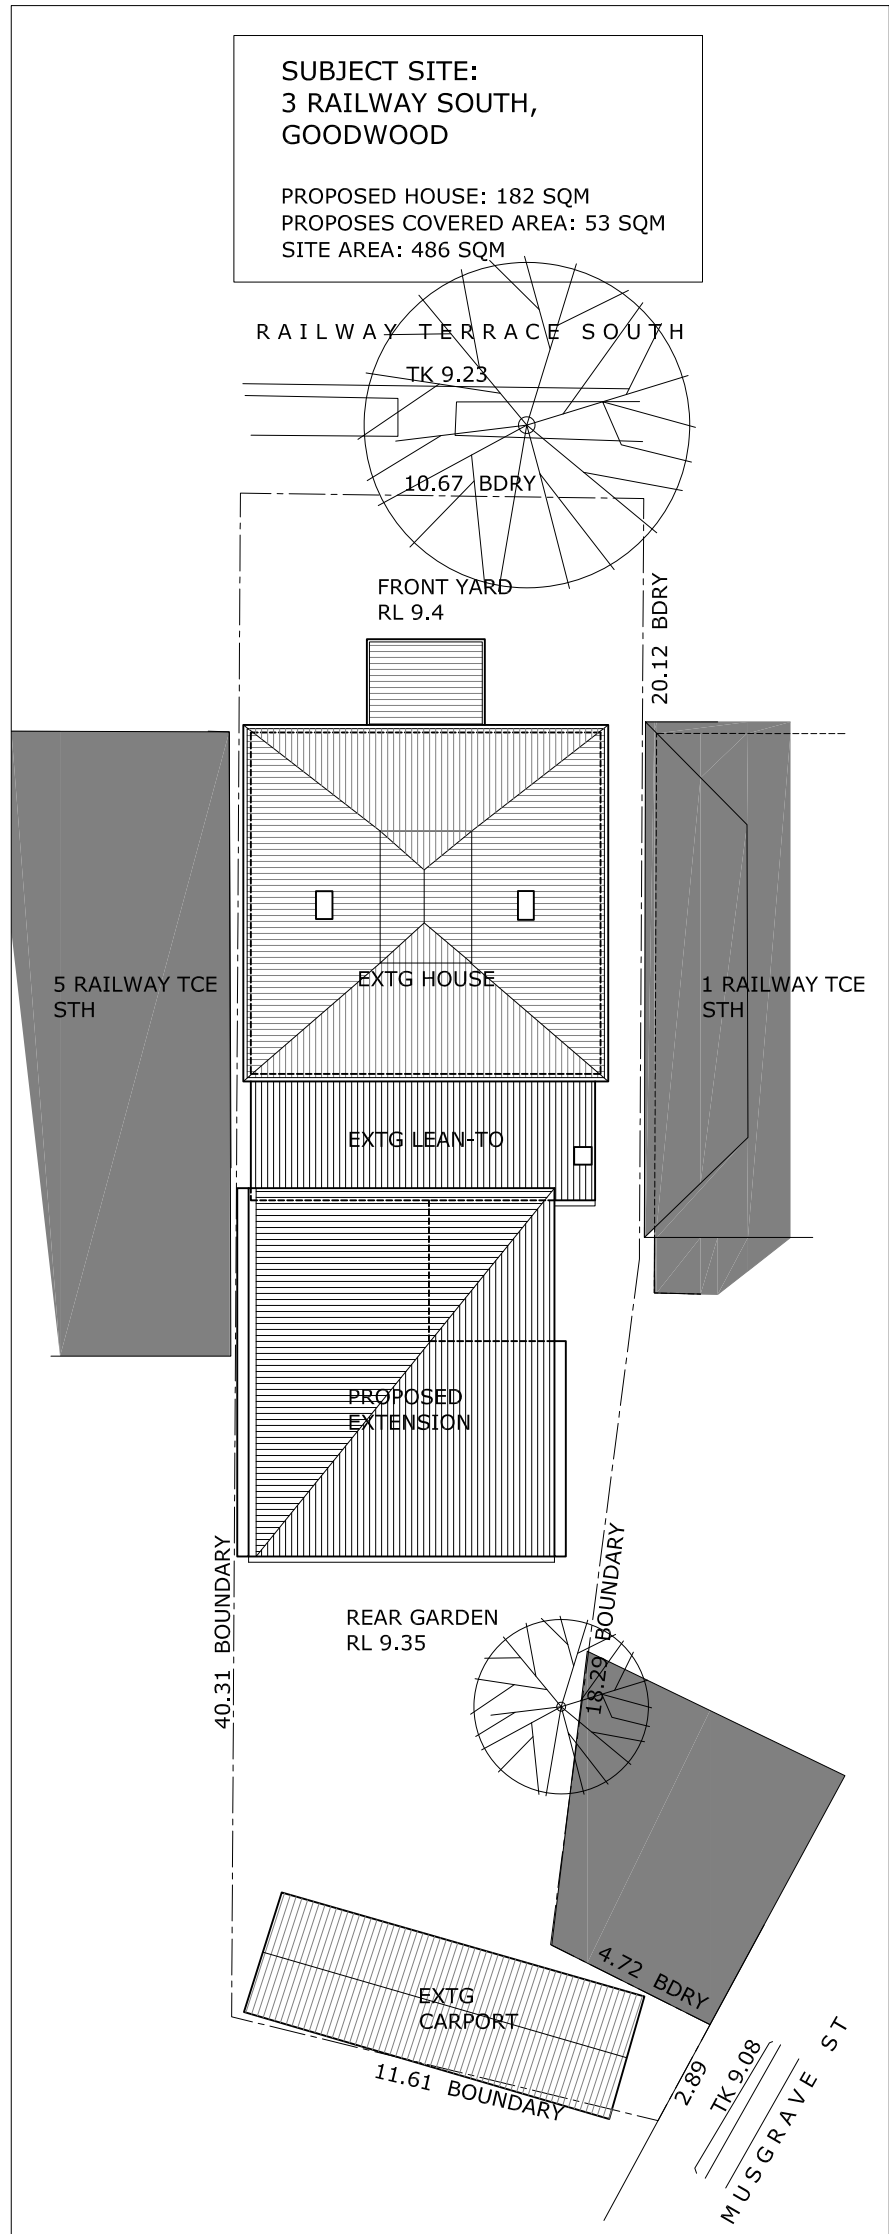 SUBJECT SITE:
3 RAILWAY SOUTH,
GOODWOOD
PROPOSED HOUSE: 182 SQM
PROPOSES COVERED AREA: 53 SQM
SITE AREA: 486 SQM
RAILWAY TERRACE SOUTH
TK 9.23
10.67 BDRY
FRONT YARD
RL 9.4
20.12 BDRY
5 RAILWAY TCE
STH
EXTG HOUSE
1 RAILWAY TCE
STH
EXTG LEAN-TO
PROPOSED
EXTENSION
40.31 BOUNDARY
18.29 BOUNDARY
REAR GARDEN
RL 9.35
4.72 BDRY
EXTG
CARPORT
11.61 BOUNDARY
2.89
TK 9.08
MUSGRAVE ST